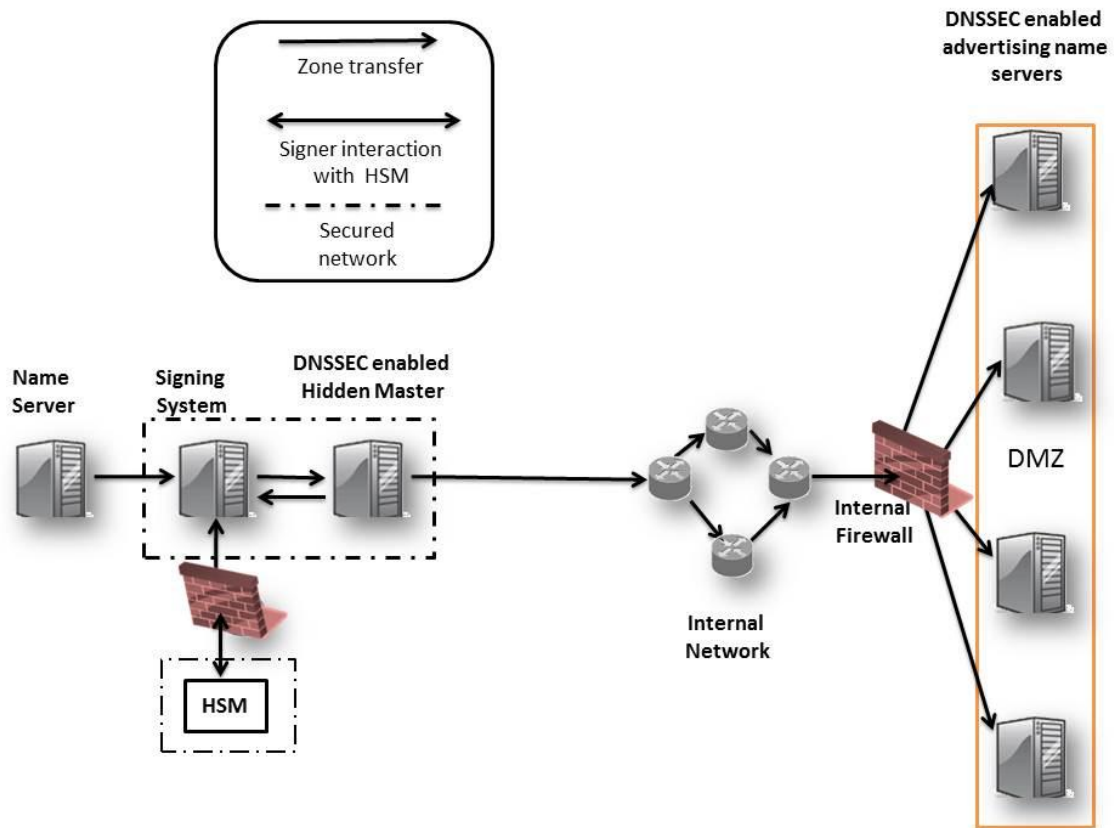 DNSSEC enabled
advertising name
servers
Zone transfer
Signer interaction
with HSM
Secured
network
Name
Server
Signing
System
DNSSEC enabled
Hidden Master
DMZ
Internal
Firewall
Internal
Network
HSM